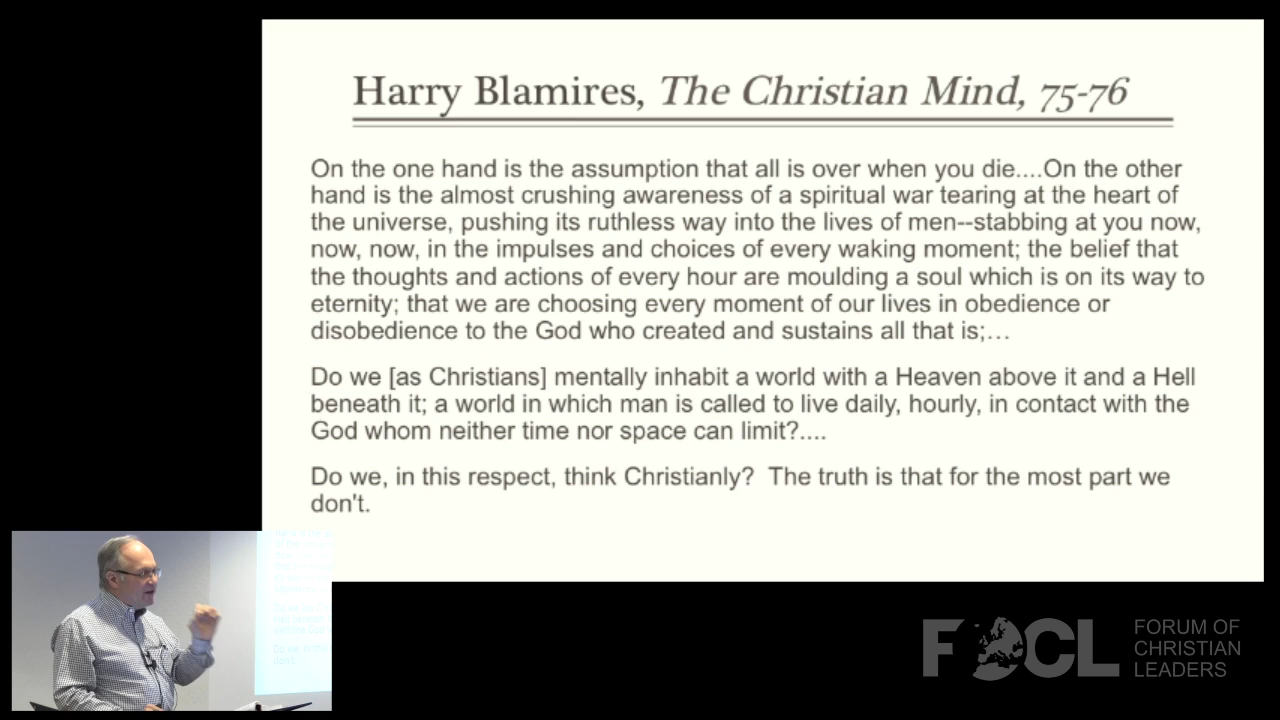 Harry Blamires, The Christian Mind, 75-76
On the one hand is the assumption that all is over when you die....On the other
hand is the almost crushing awareness of a spiritual war tearing at the heart of
the universe, pushing its ruthless way into the lives of men--stabbing at you now,
now, now, in the impulses and choices of every waking moment; the belief that
the thoughts and actions of every hour are moulding a soul which is on its way to
eternity; that we are choosing every moment of our lives in obedience or
disobedience to the God who created and sustains all that is;…
Do we [as Christians] mentally inhabit a world with a Heaven above it and a Hell
beneath it; a world in which man is called to live daily, hourly, in contact with the
God whom neither time nor space can limit?....
Do we, in this respect, think Christianly?  The truth is that for the most part we
don't.
FOCL
FORUM OF
CHRISTIAN
LEADERS